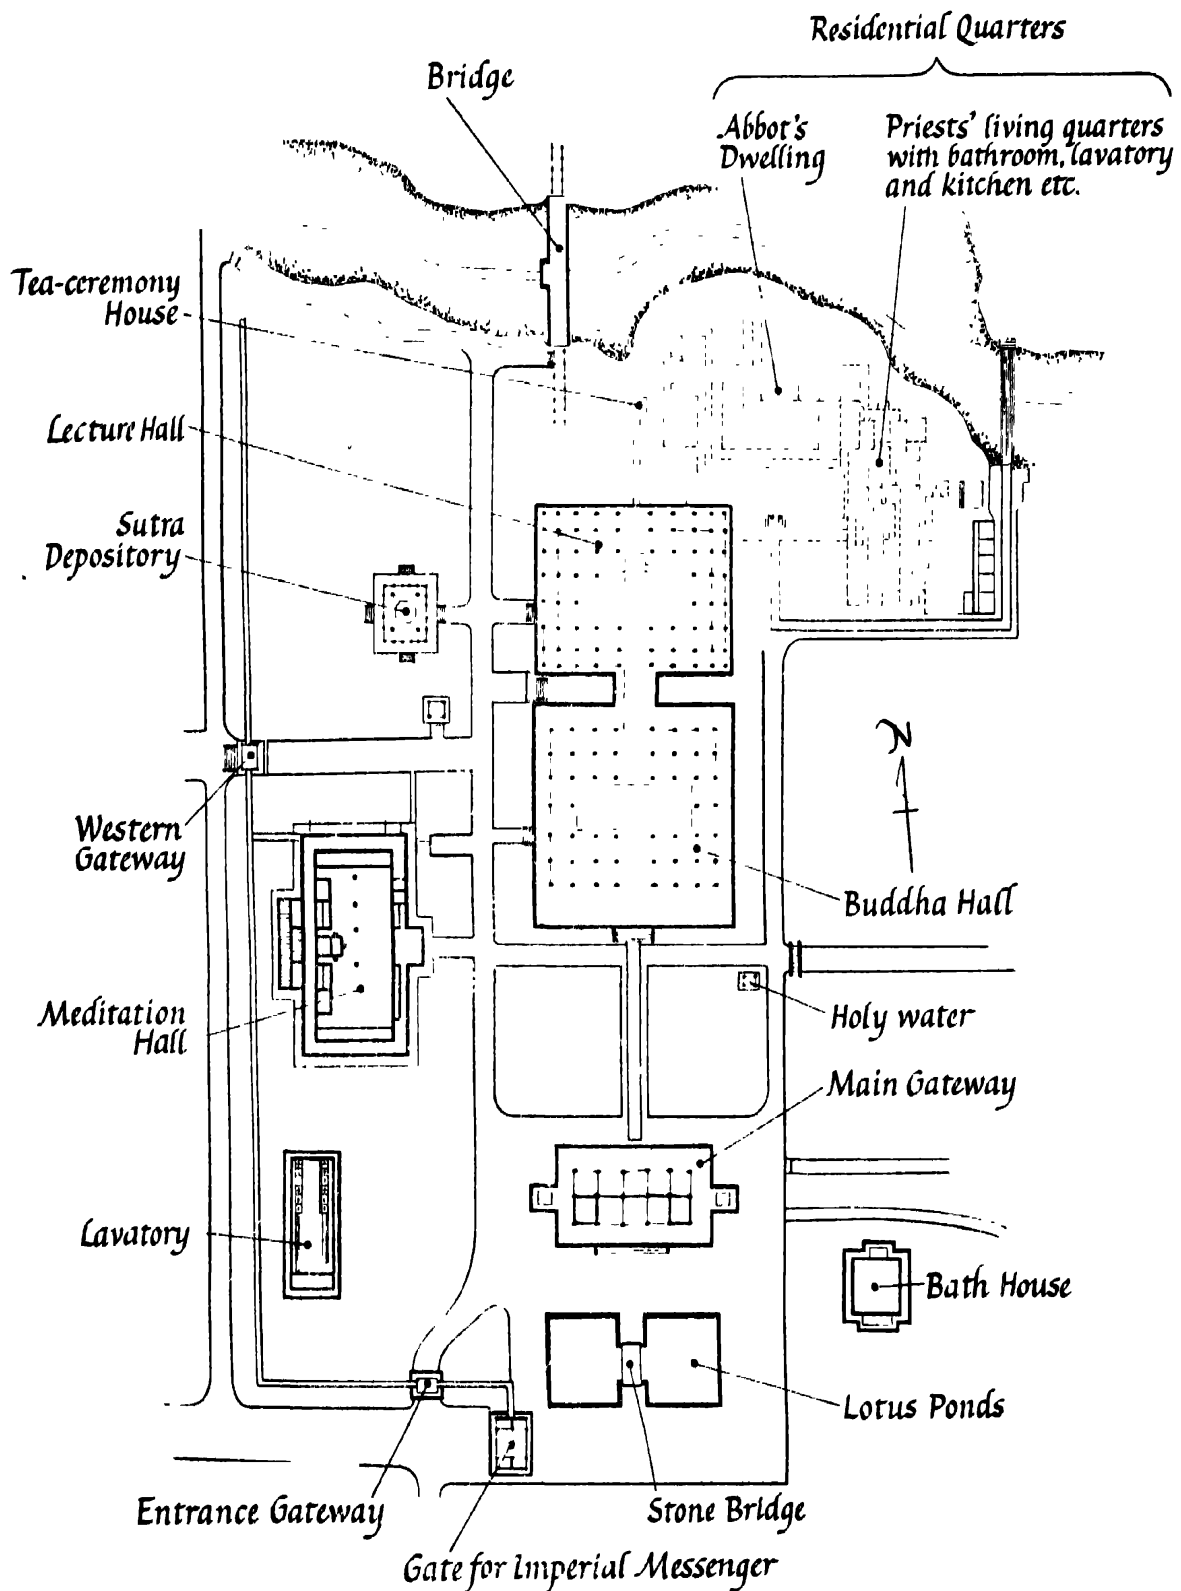 Residential Quarters
Bridge
Abbot's
Dwelling
Priests' living quarters
with bathroom, lavatory
and kitchen etc.
Tea-ceremony
House
Lecture Hall
Sutra
Depository
N
Western
Gateway
Buddha Hall
Meditation
Hall
Holy water
Main Gateway
Lavatory
Bath House
Lotus Ponds
Entrance Gateway
Stone Bridge
Gate for Imperial Messenger